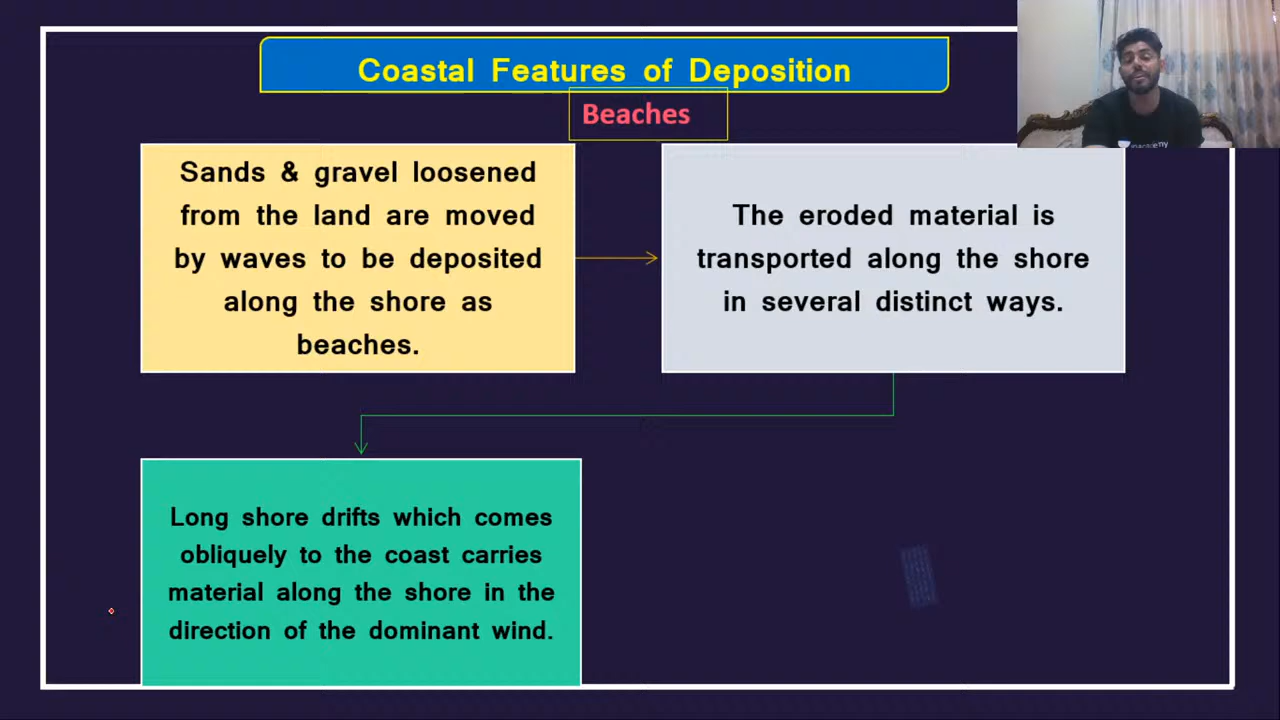 Coastal Features of Deposition
Beaches
Sands & gravel loosened
from the land are moved
by waves to be deposited
along the shore as
beaches.
The eroded material is
transported along the shore
in several distinct ways.
Long shore drifts which comes
obliquely to the coast carries
material along the shore in the
direction of the dominant wind.